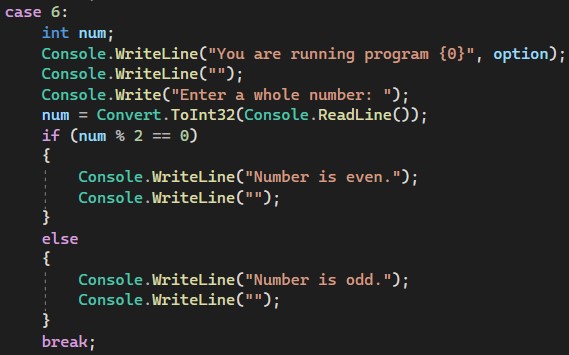 case 6:
int num;
Console.WriteLine("You are running program {0}", option);
Console.WriteLine("");
Console.Write("Enter a whole number: ");
num = Convert.ToInt32(Console.ReadLine());
if (num % 2 == 0)
{
Console.WriteLine("Number is even.");
Console.WriteLine("");
}
else
{
Console.WriteLine("Number is odd.");
Console.WriteLine("");
}
break;